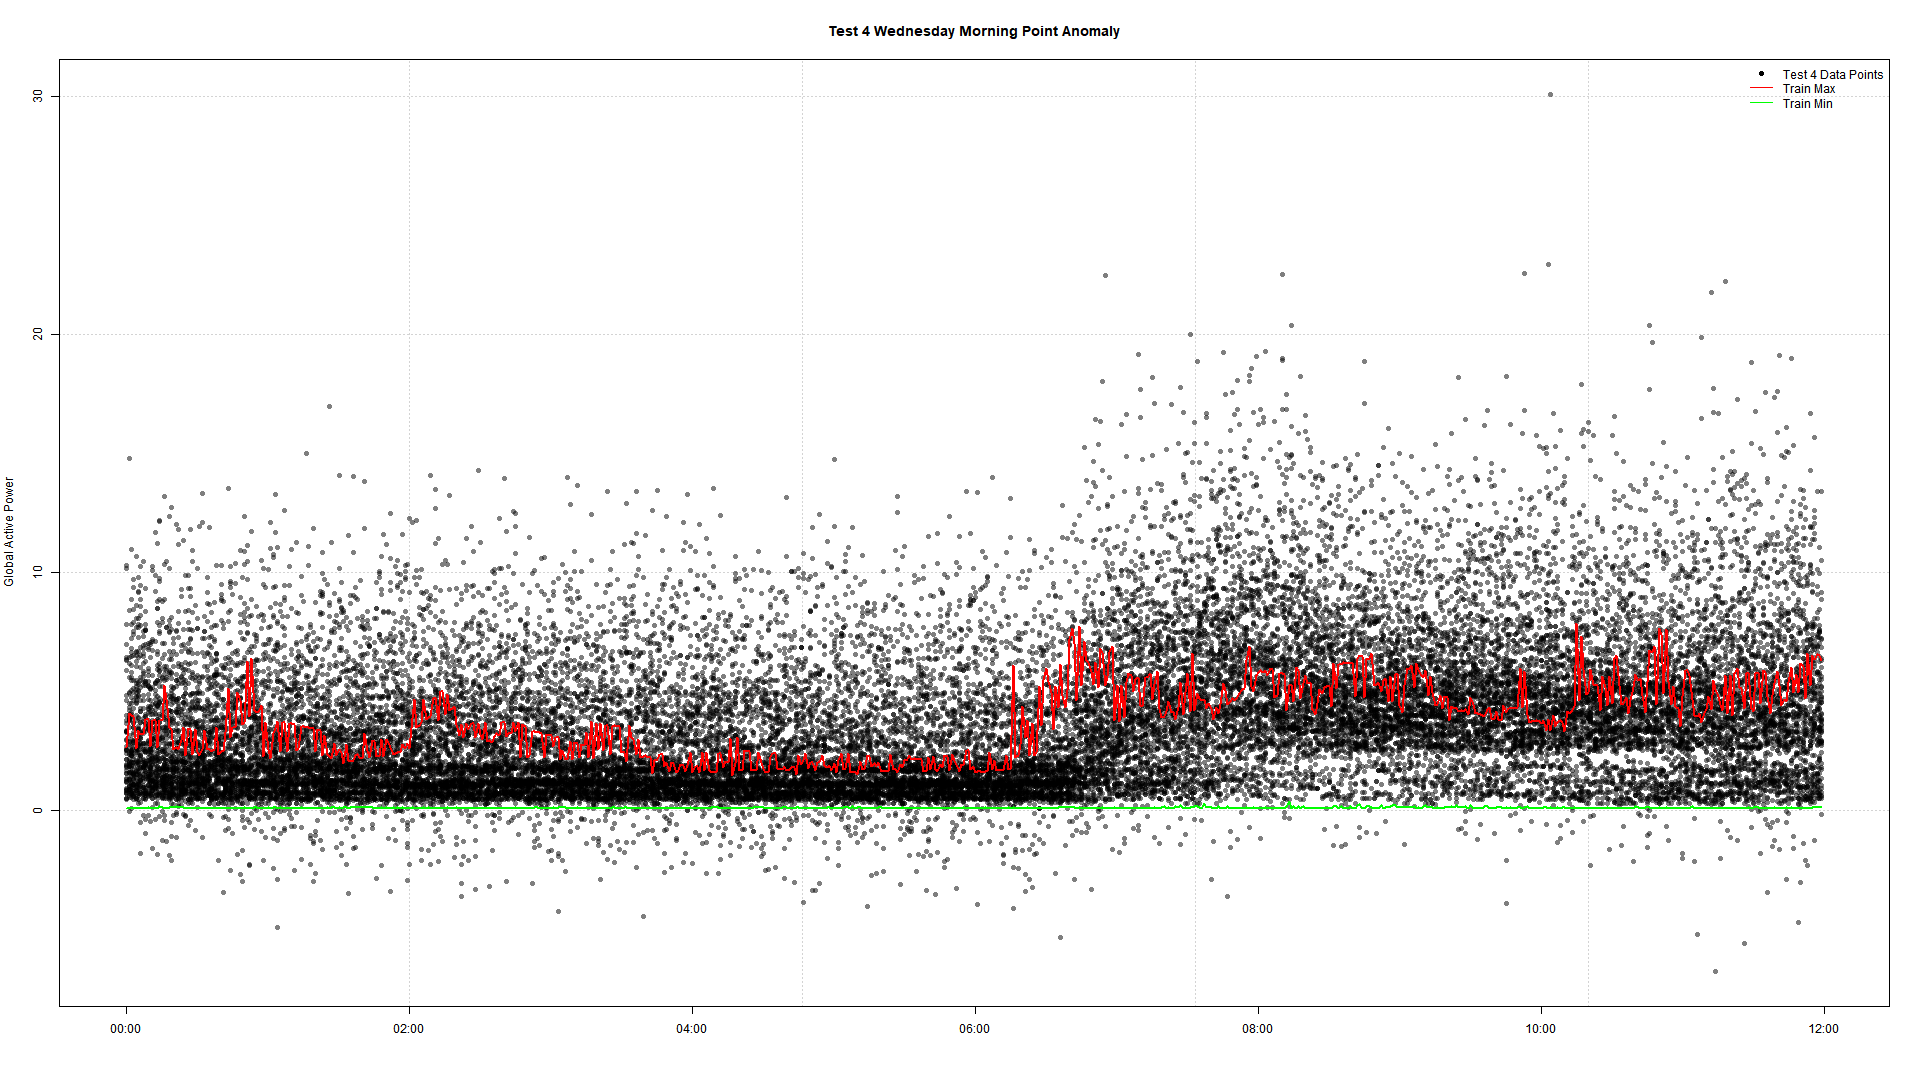 Test 4 Wednesday Morning Point Anomaly
Test 4 Data Points
Train Max
Train Min
Global Active Power
30
20
10
0
00:00
02:00
04:00
06:00
08:00
10:00
12:00